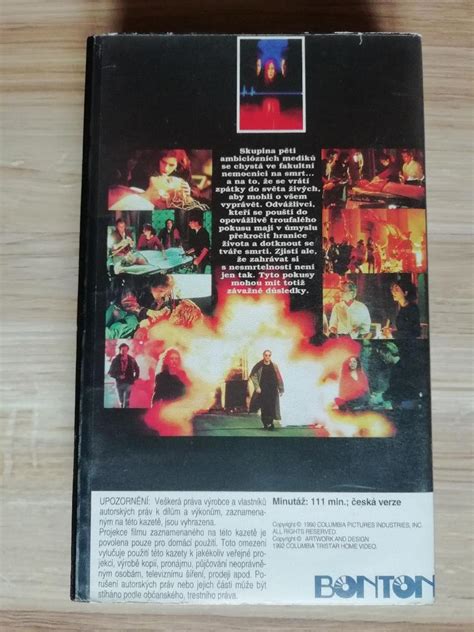 Skupina pěti
ambiciózních mediků
se chystá ve fakultní
nemocnici na smrt...
a na to, že se vrátí
zpátky do světa živých,
aby mohli o všem
vyprávět. Odvážlivci,
kteří se pouští do
opovážlivě troufalého
pokusu mají v úmyslu
překročit hranice
života a dotknout se
tváře smrti. Zjistí ale,
že zahrávat si
s nesmrtelností není
jen tak. Tyto pokusy
mohou mít totiž
závažné důsledky.
UPOZORNĚNÍ: Veškerá práva výrobce a vlastníků
autorských práv k dílům a výkonům, zaznamena-
ným na této kazetě, jsou vyhrazena.
Projekce filmu zaznamenaného na této kazetě je
povolena pouze pro domácí použití. Toto omezení
vylučuje použití této kazety k jakékoliv veřejné pro-
jekci, výrobě kopií, pronájmu, půjčování neoprávně-
ným osobám, televiznímu šíření, prodeji apod. Poru-
šení autorských práv nebo jejich části může být
stíháno podle občanského, trestního práva.
Minutáž: 111 min.; česká verze
Copyright © 1990 COLUMBIA PICTURES INDUSTRIES, INC.
ALL RIGHTS RESERVED.
Copyright © ARTWORK AND DESIGN
1992 COLUMBIA TRISTAR HOME VIDEO.
BONTON